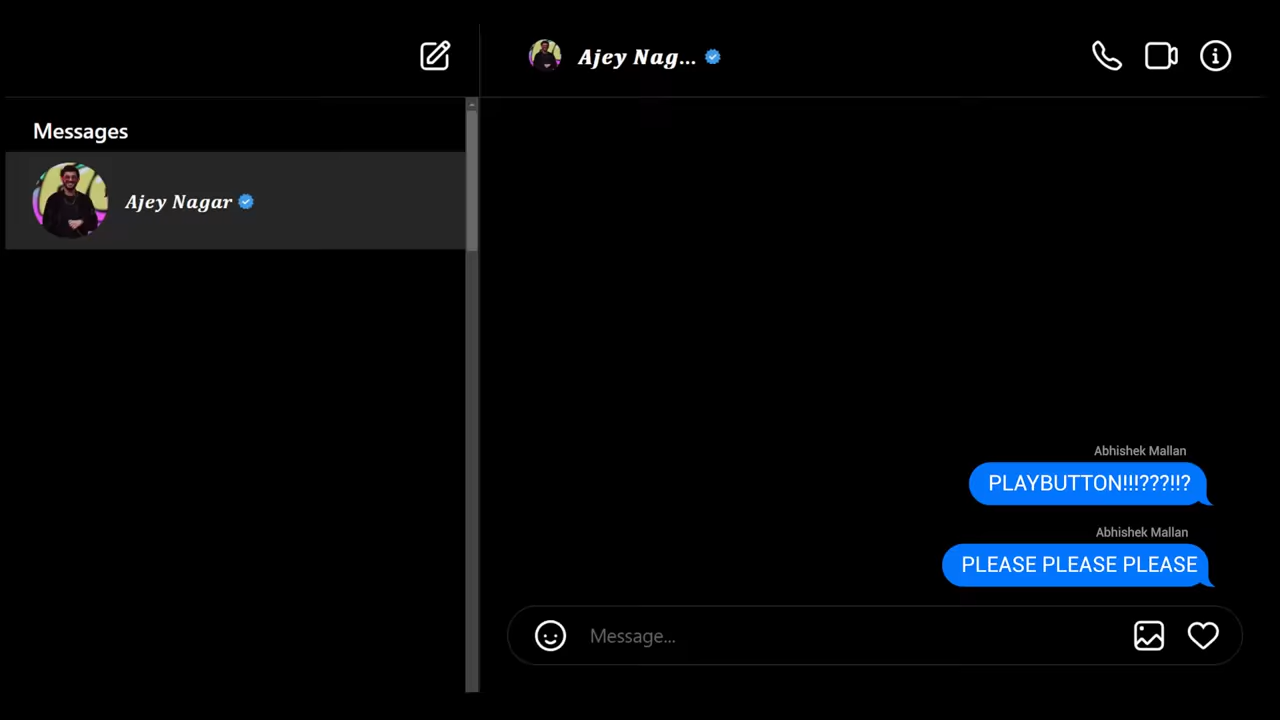 Ajey Nag...
Messages
Ajey Nagar
Abhishek Mallan
PLAYBUTTON!!!???!!?
Abhishek Mallan
PLEASE PLEASE PLEASE
Message...